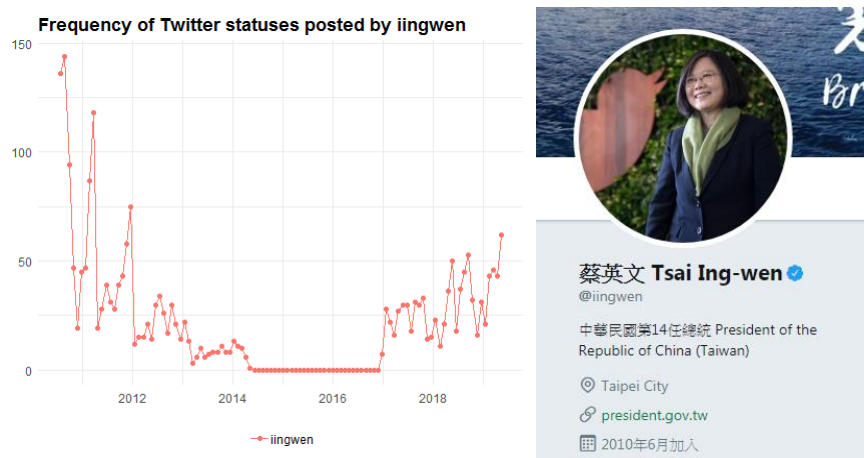 Frequency of Twitter statuses posted by iingwen
150
100
50
0
2012
2014
2016
2018
iingwen
Br
蔡英文 Tsai Ing-wen
@iingwen
中華民國第14任總統 President of the
Republic of China (Taiwan)
Taipei City
president.gov.tw
2010年6月加入